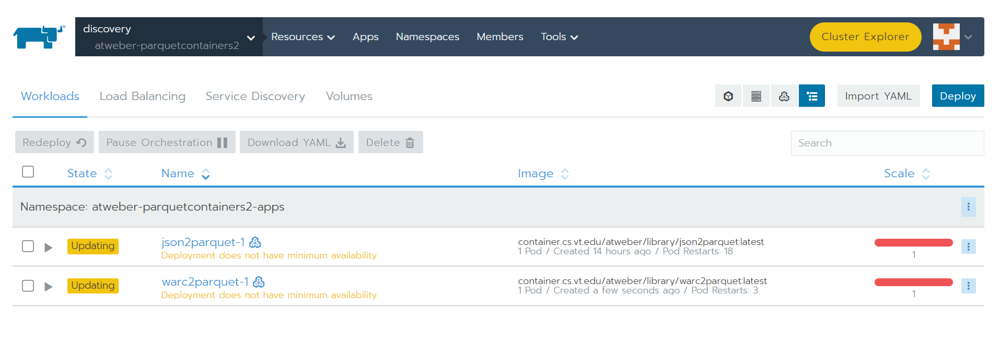 discovery
atweber-parquetcontainers2
Resources Apps Namespaces Members Tools Cluster Explorer
Workloads Load Balancing Service Discovery Volumes Import YAML Deploy
Redeploy Pause Orchestration Download YAML Delete Search
State Name Image Scale
Namespace: atweber-parquetcontainers2-apps
Updating json2parquet-1 container.cs.vt.edu/atweber/library/json2parquet:latest
Deployment does not have minimum availability. 1 Pod / Created 14 hours ago / Pod Restarts: 18 1
Updating warc2parquet-1 container.cs.vt.edu/atweber/library/warc2parquet:latest
Deployment does not have minimum availability. 1 Pod / Created a few seconds ago / Pod Restarts: 3 1